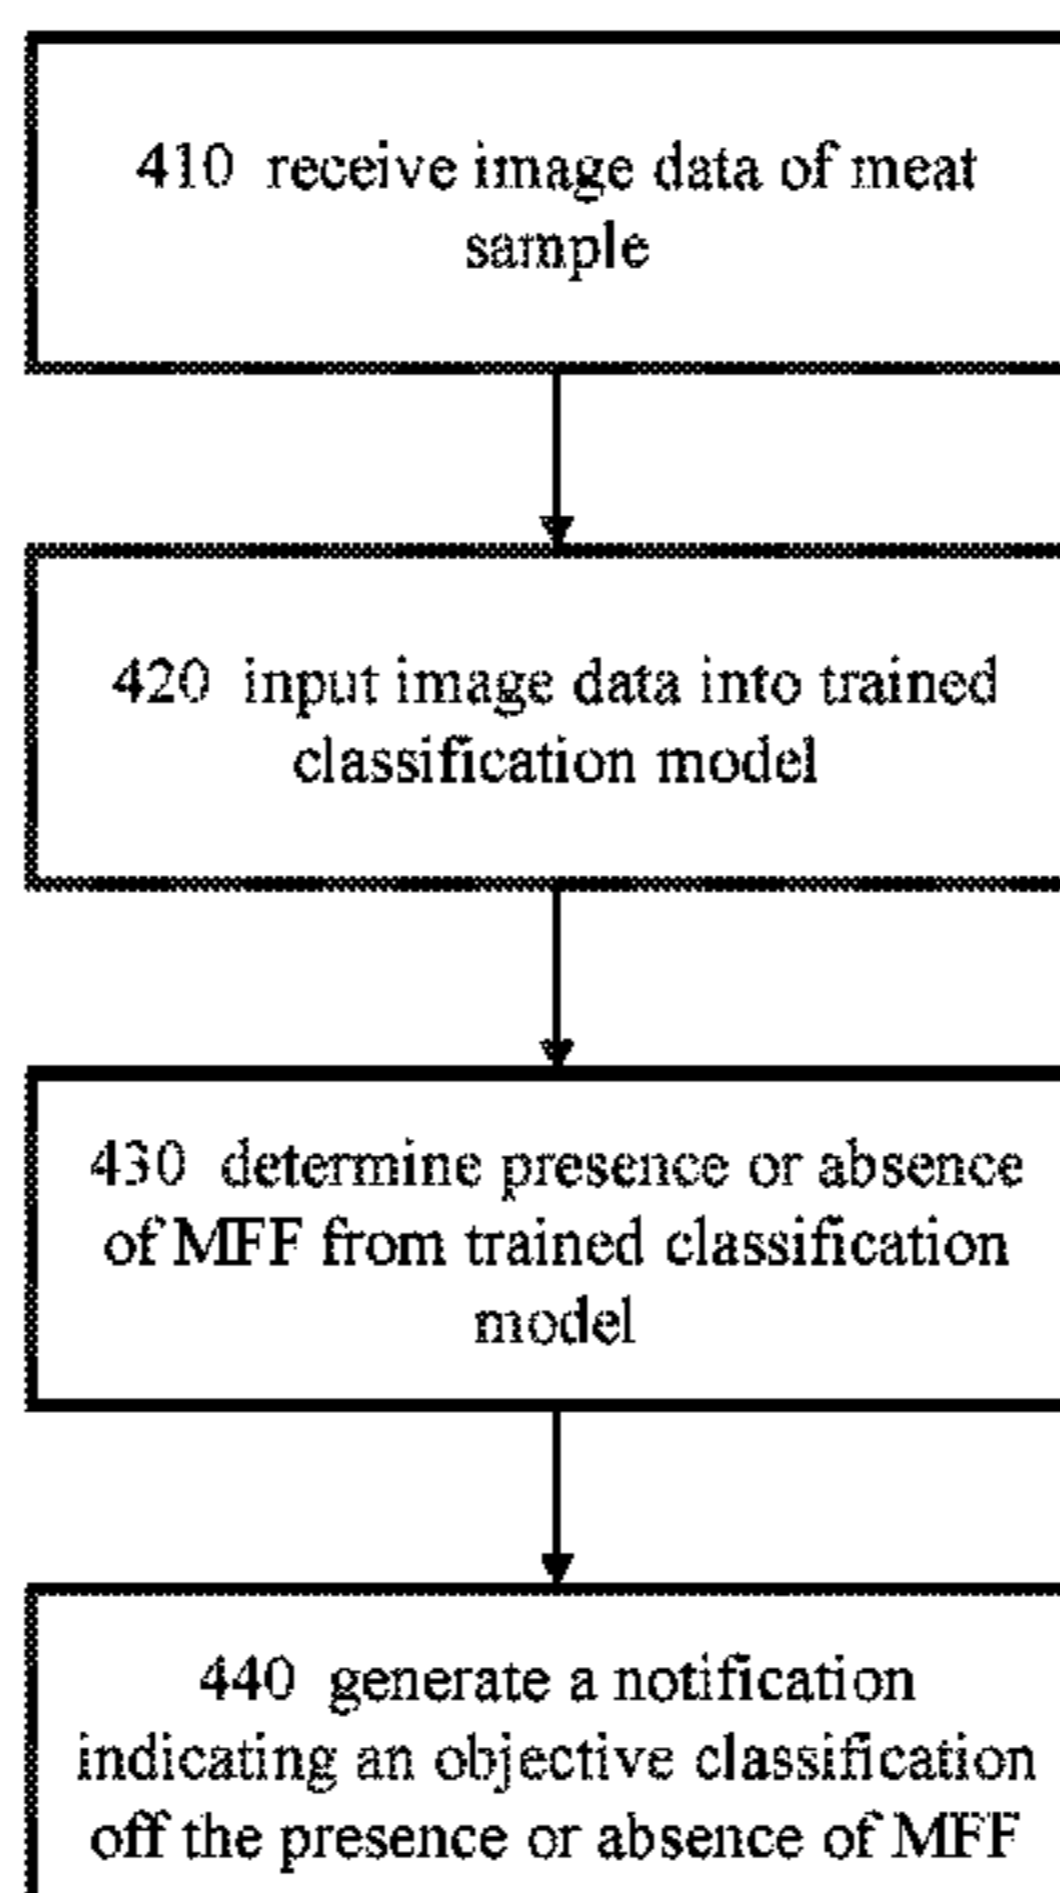 410 receive image data of meat
sample
420 input image data into trained
classification model
430 determine presence or absence
of MFF from trained classification
model
440 generate a notification
indicating an objective classification
off the presence or absence of MFF